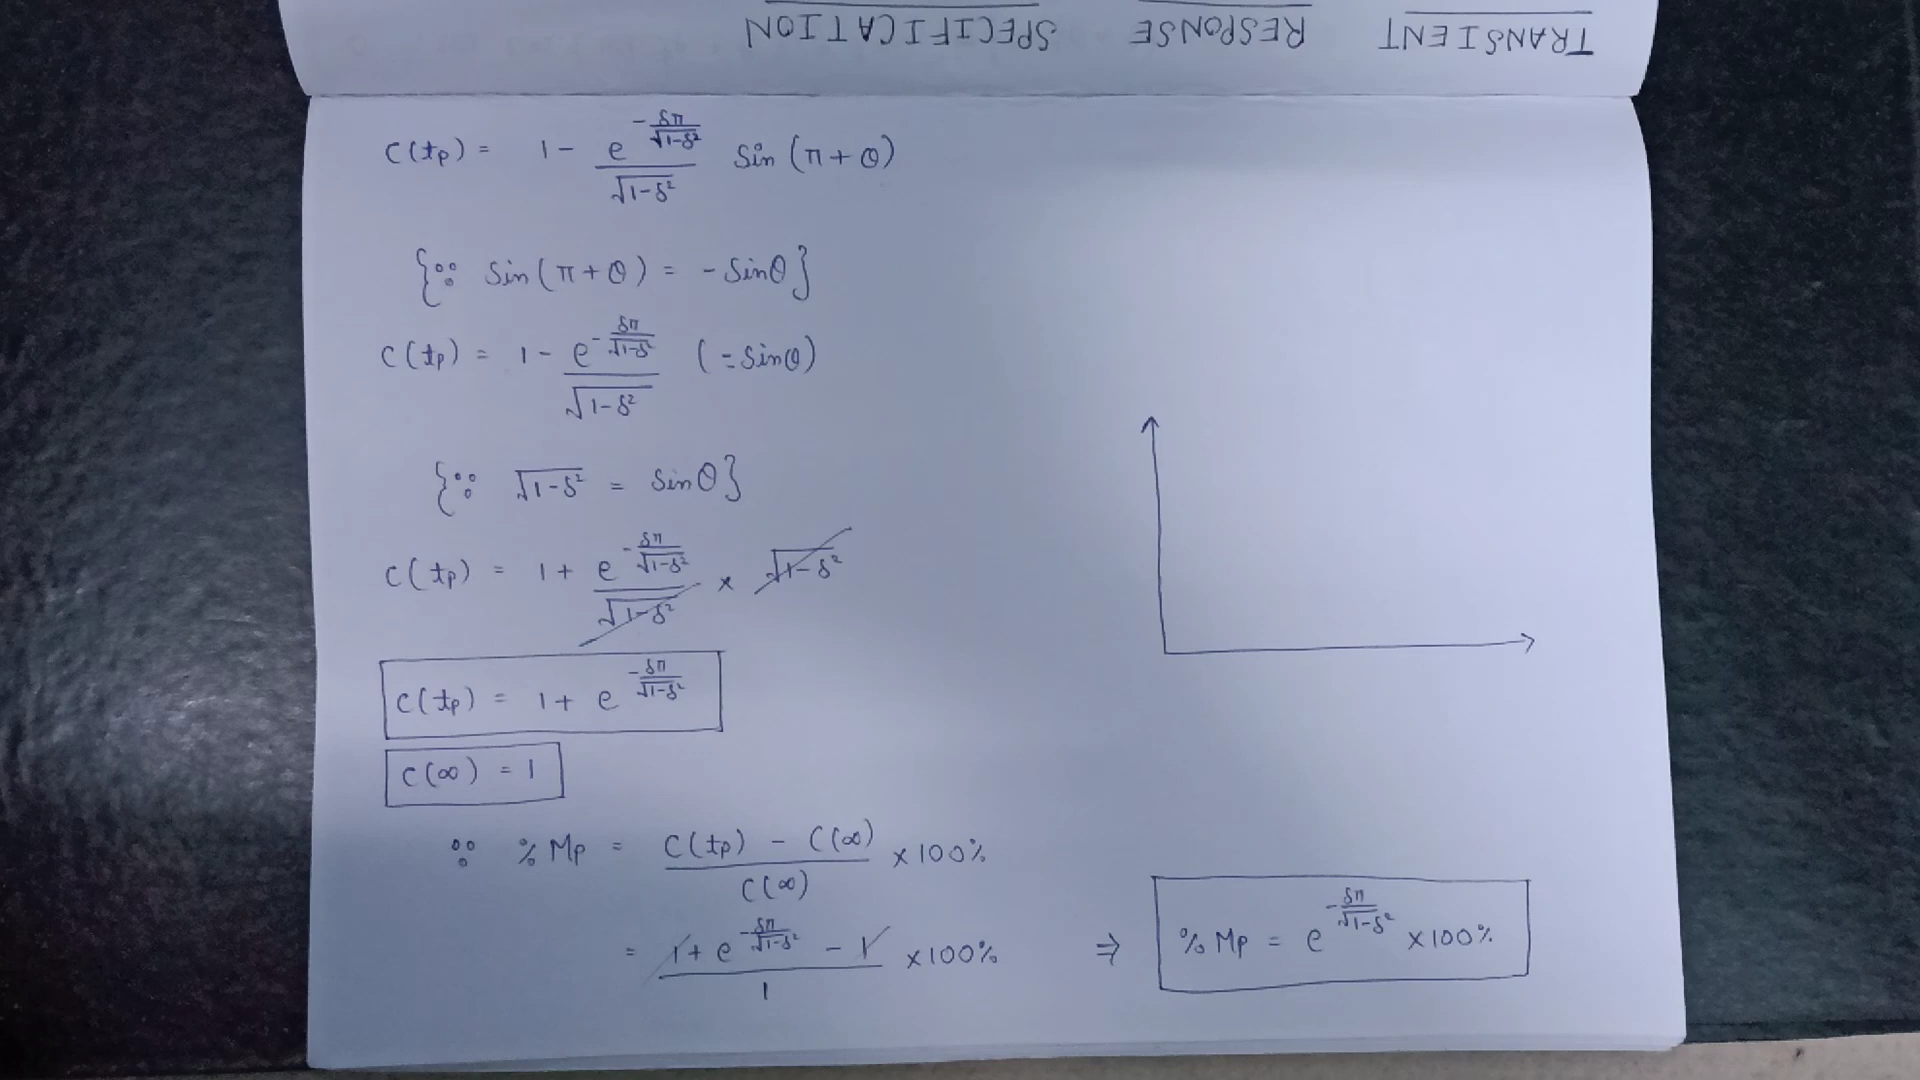 TRANSIENT RESPONSE SPECIFICATION
C(tp) = 1 - e^(-δπ/√(1-δ²)) / √(1-δ²) Sin (π + θ)
{∵ Sin(π + θ) = - Sinθ}
C(tp) = 1 - e^(-δπ/√(1-δ²)) / √(1-δ²) (-Sinθ)
{∵ √(1-δ²) = Sinθ}
C(tp) = 1 + e^(-δπ/√(1-δ²)) / √(1-δ²) × √(1-δ²)
C(tp) = 1 + e^(-δπ/√(1-δ²))
C(∞) = 1
∵ % Mp = (C(tp) - C(∞)) / C(∞) × 100%
= (1 + e^(-δπ/√(1-δ²)) - 1) / 1 × 100% ⇒ % Mp = e^(-δπ/√(1-δ²)) × 100%